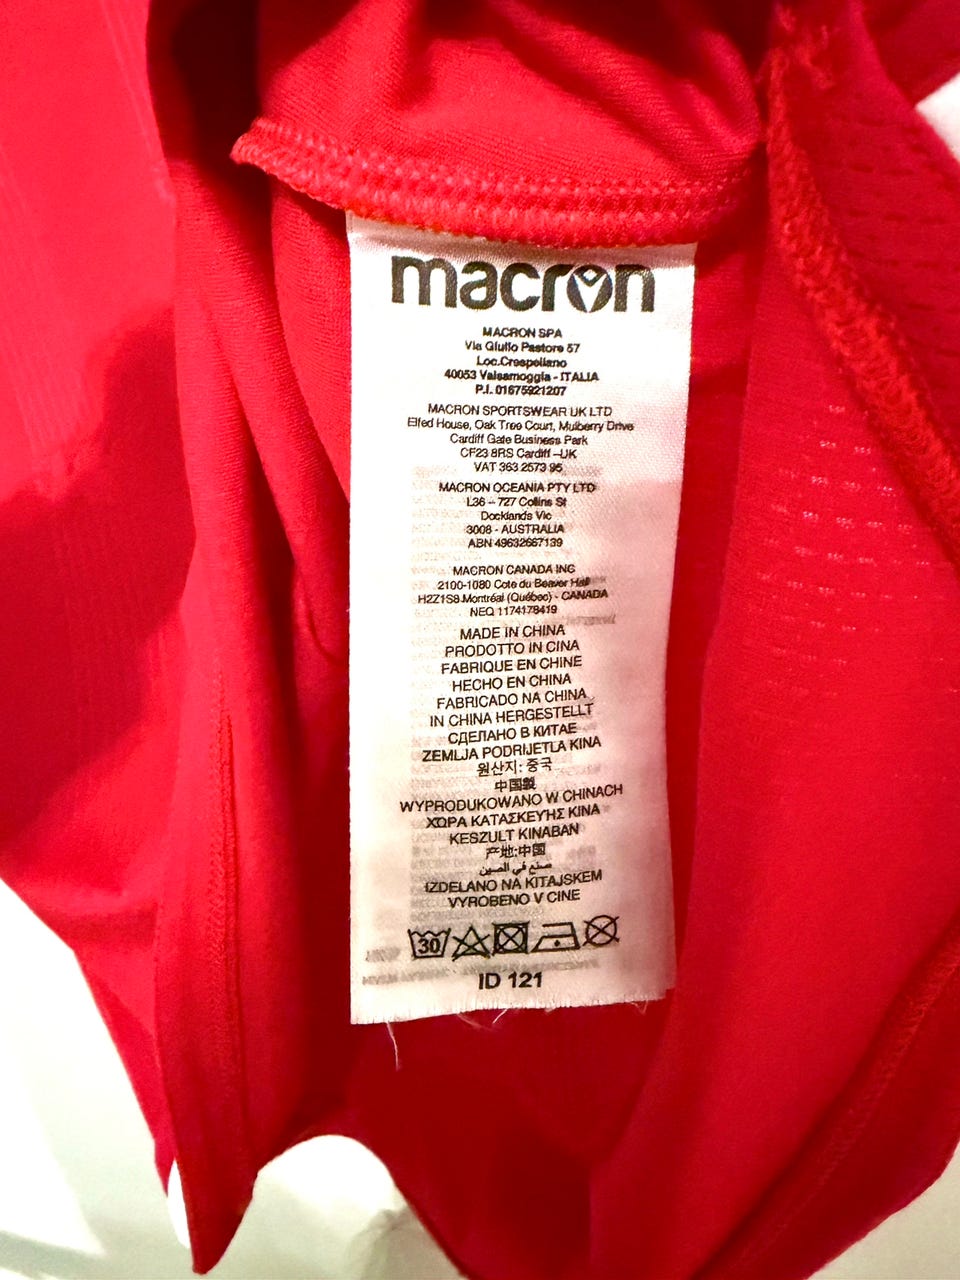 macron
MACRON SPA
Via Giulio Pastore 57
Loc.Crespellano
40053 Valsamoggia - ITALIA
P.I. 01675921207
MACRON SPORTSWEAR UK LTD
Elfed House, Oak Tree Court, Mulberry Drive
Cardiff Gate Business Park
CF23 8RS Cardiff –UK
VAT 363 2573 95
MACRON OCEANIA PTY LTD
L36 – 727 Collins St
Docklands Vic
3008 - AUSTRALIA
ABN 49632667139
MACRON CANADA INC
2100-1080 Cote du Beaver Hall
H2Z1S8 Montréal (Québec) - CANADA
NEQ 1174178419
MADE IN CHINA
PRODOTTO IN CINA
FABRIQUE EN CHINE
HECHO EN CHINA
FABRICADO NA CHINA
IN CHINA HERGESTELLT
СДЕЛАНО В КИТАЕ
ZEMLJA PODRIJETLA KINA
원산지: 중국
中国製
WYPRODUKOWANO W CHINACH
ΧΩΡΑ ΚΑΤΑΣΚΕΥΗΣ ΚΙΝΑ
KESZULT KINABAN
产地:中国
صنع في الصين
IZDELANO NA KITAJSKEM
VYROBENO V CINE
30
ID 121